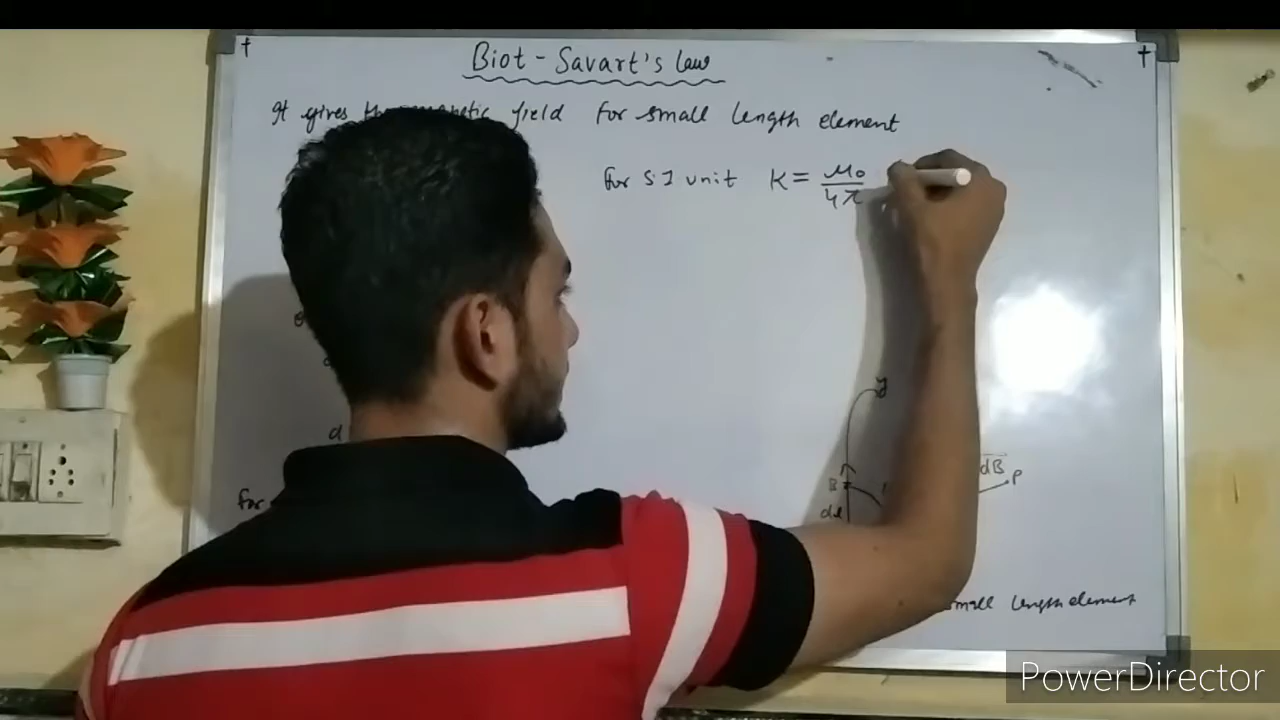 Biot - Savart's law
It gives the magnetic field for small length element
for S I unit K = μ₀/4π
I
dB
P
B
dl
for
small length element
PowerDirector